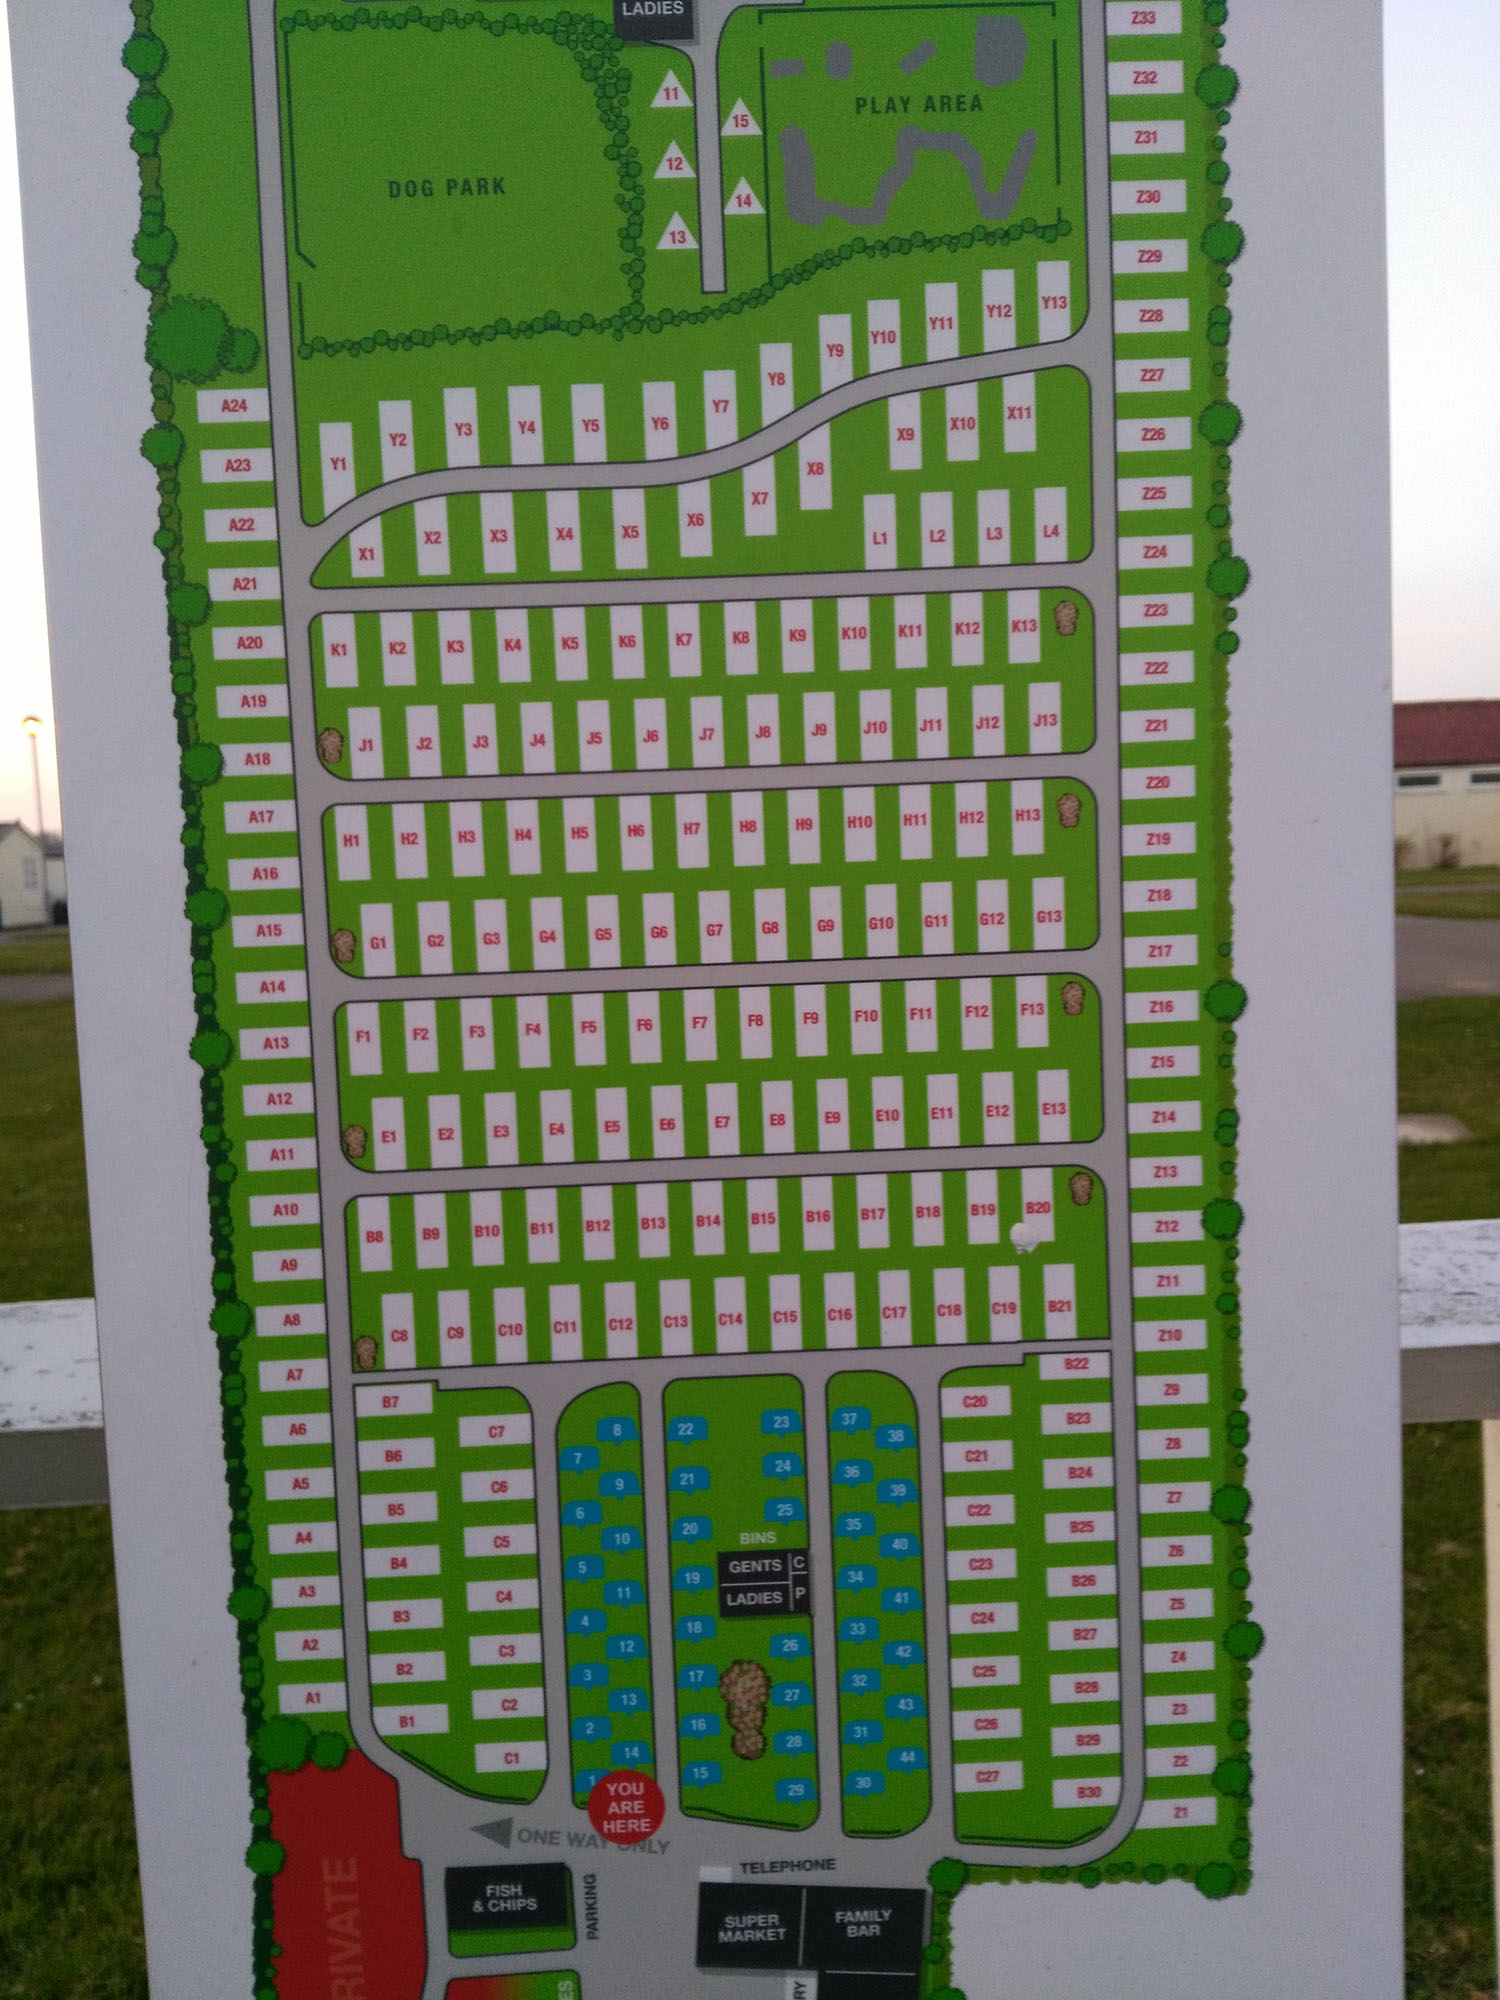 LADIES
Z33
Z32
11
15
PLAY AREA
Z31
12
DOG PARK
14
Z30
13
Z29
Y13
Y12
Y11
Y10
Y9
Z28
Y8
Z27
A24
Y7
Y6
Y5
Y4
Y3
Y2
Y1
X11
X10
X9
Z26
A23
X8
X7
Z25
A22
X6
X5
X4
X3
X2
X1
L1
L2
L3
L4
Z24
A21
Z23
A20
K1
K2
K3
K4
K5
K6
K7
K8
K9
K10
K11
K12
K13
Z22
A19
J1
J2
J3
J4
J5
J6
J7
J8
J9
J10
J11
J12
J13
Z21
A18
Z20
A17
H1
H2
H3
H4
H5
H6
H7
H8
H9
H10
H11
H12
H13
Z19
A16
Z18
A15
G1
G2
G3
G4
G5
G6
G7
G8
G9
G10
G11
G12
G13
Z17
A14
Z16
A13
F1
F2
F3
F4
F5
F6
F7
F8
F9
F10
F11
F12
F13
Z15
A12
Z14
A11
E1
E2
E3
E4
E5
E6
E7
E8
E9
E10
E11
E12
E13
Z13
A10
B8
B9
B10
B11
B12
B13
B14
B15
B16
B17
B18
B19
B20
Z12
A9
Z11
A8
C8
C9
C10
C11
C12
C13
C14
C15
C16
C17
C18
C19
B21
Z10
A7
B22
Z9
B7
C20
B23
A6
C7
8
22
23
37
38
Z8
B6
7
C21
B24
A5
C6
9
21
24
36
39
Z7
B5
6
C22
B25
A4
C5
10
20
25
35
40
Z6
BINS
GENTS
C
LADIES
P
B4
5
19
34
C23
B26
A3
C4
11
41
Z5
B3
4
18
33
C24
B27
A2
C3
12
26
42
Z4
B2
3
17
32
C25
B28
A1
C2
13
27
43
Z3
B1
2
16
31
C26
B29
C1
14
28
44
Z2
1
15
29
30
C27
B30
Z1
YOU
ARE
HERE
ONE WAY ONLY
TELEPHONE
FISH
& CHIPS
PARKING
SUPER
MARKET
FAMILY
BAR
RIVATE
ES
RY